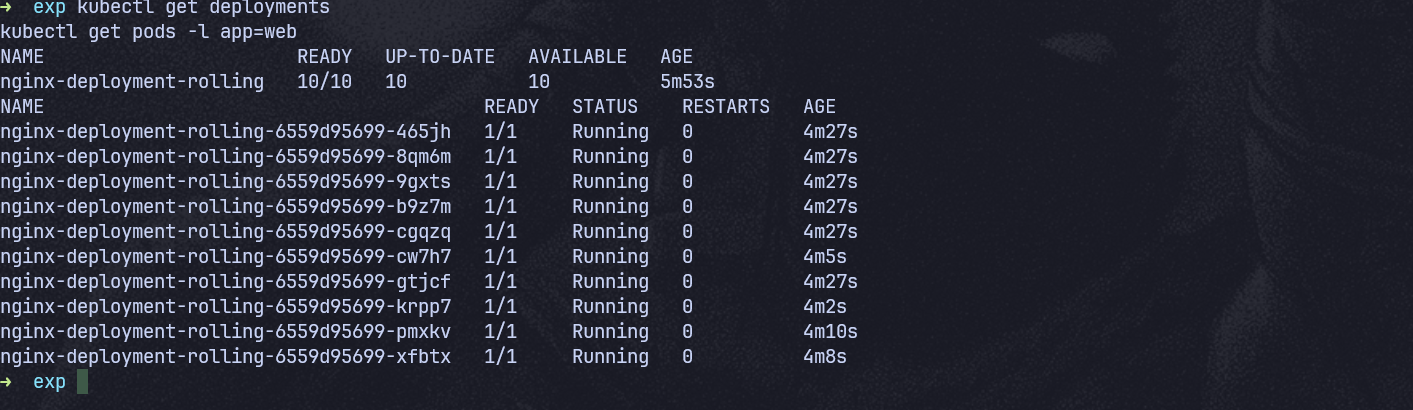 → exp kubectl get deployments
kubectl get pods -l app=web
NAME READY UP-TO-DATE AVAILABLE AGE
nginx-deployment-rolling 10/10 10 10 5m53s
NAME READY STATUS RESTARTS AGE
nginx-deployment-rolling-6559d95699-465jh 1/1 Running 0 4m27s
nginx-deployment-rolling-6559d95699-8qm6m 1/1 Running 0 4m27s
nginx-deployment-rolling-6559d95699-9gxts 1/1 Running 0 4m27s
nginx-deployment-rolling-6559d95699-b9z7m 1/1 Running 0 4m27s
nginx-deployment-rolling-6559d95699-cgqzq 1/1 Running 0 4m27s
nginx-deployment-rolling-6559d95699-cw7h7 1/1 Running 0 4m5s
nginx-deployment-rolling-6559d95699-gtjcf 1/1 Running 0 4m27s
nginx-deployment-rolling-6559d95699-krpp7 1/1 Running 0 4m2s
nginx-deployment-rolling-6559d95699-pmxkv 1/1 Running 0 4m10s
nginx-deployment-rolling-6559d95699-xfbtx 1/1 Running 0 4m8s
→ exp